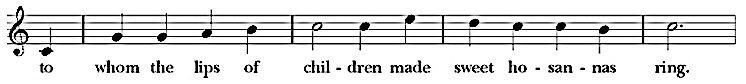 to whom the lips of chil - dren made sweet ho - san - nas ring.